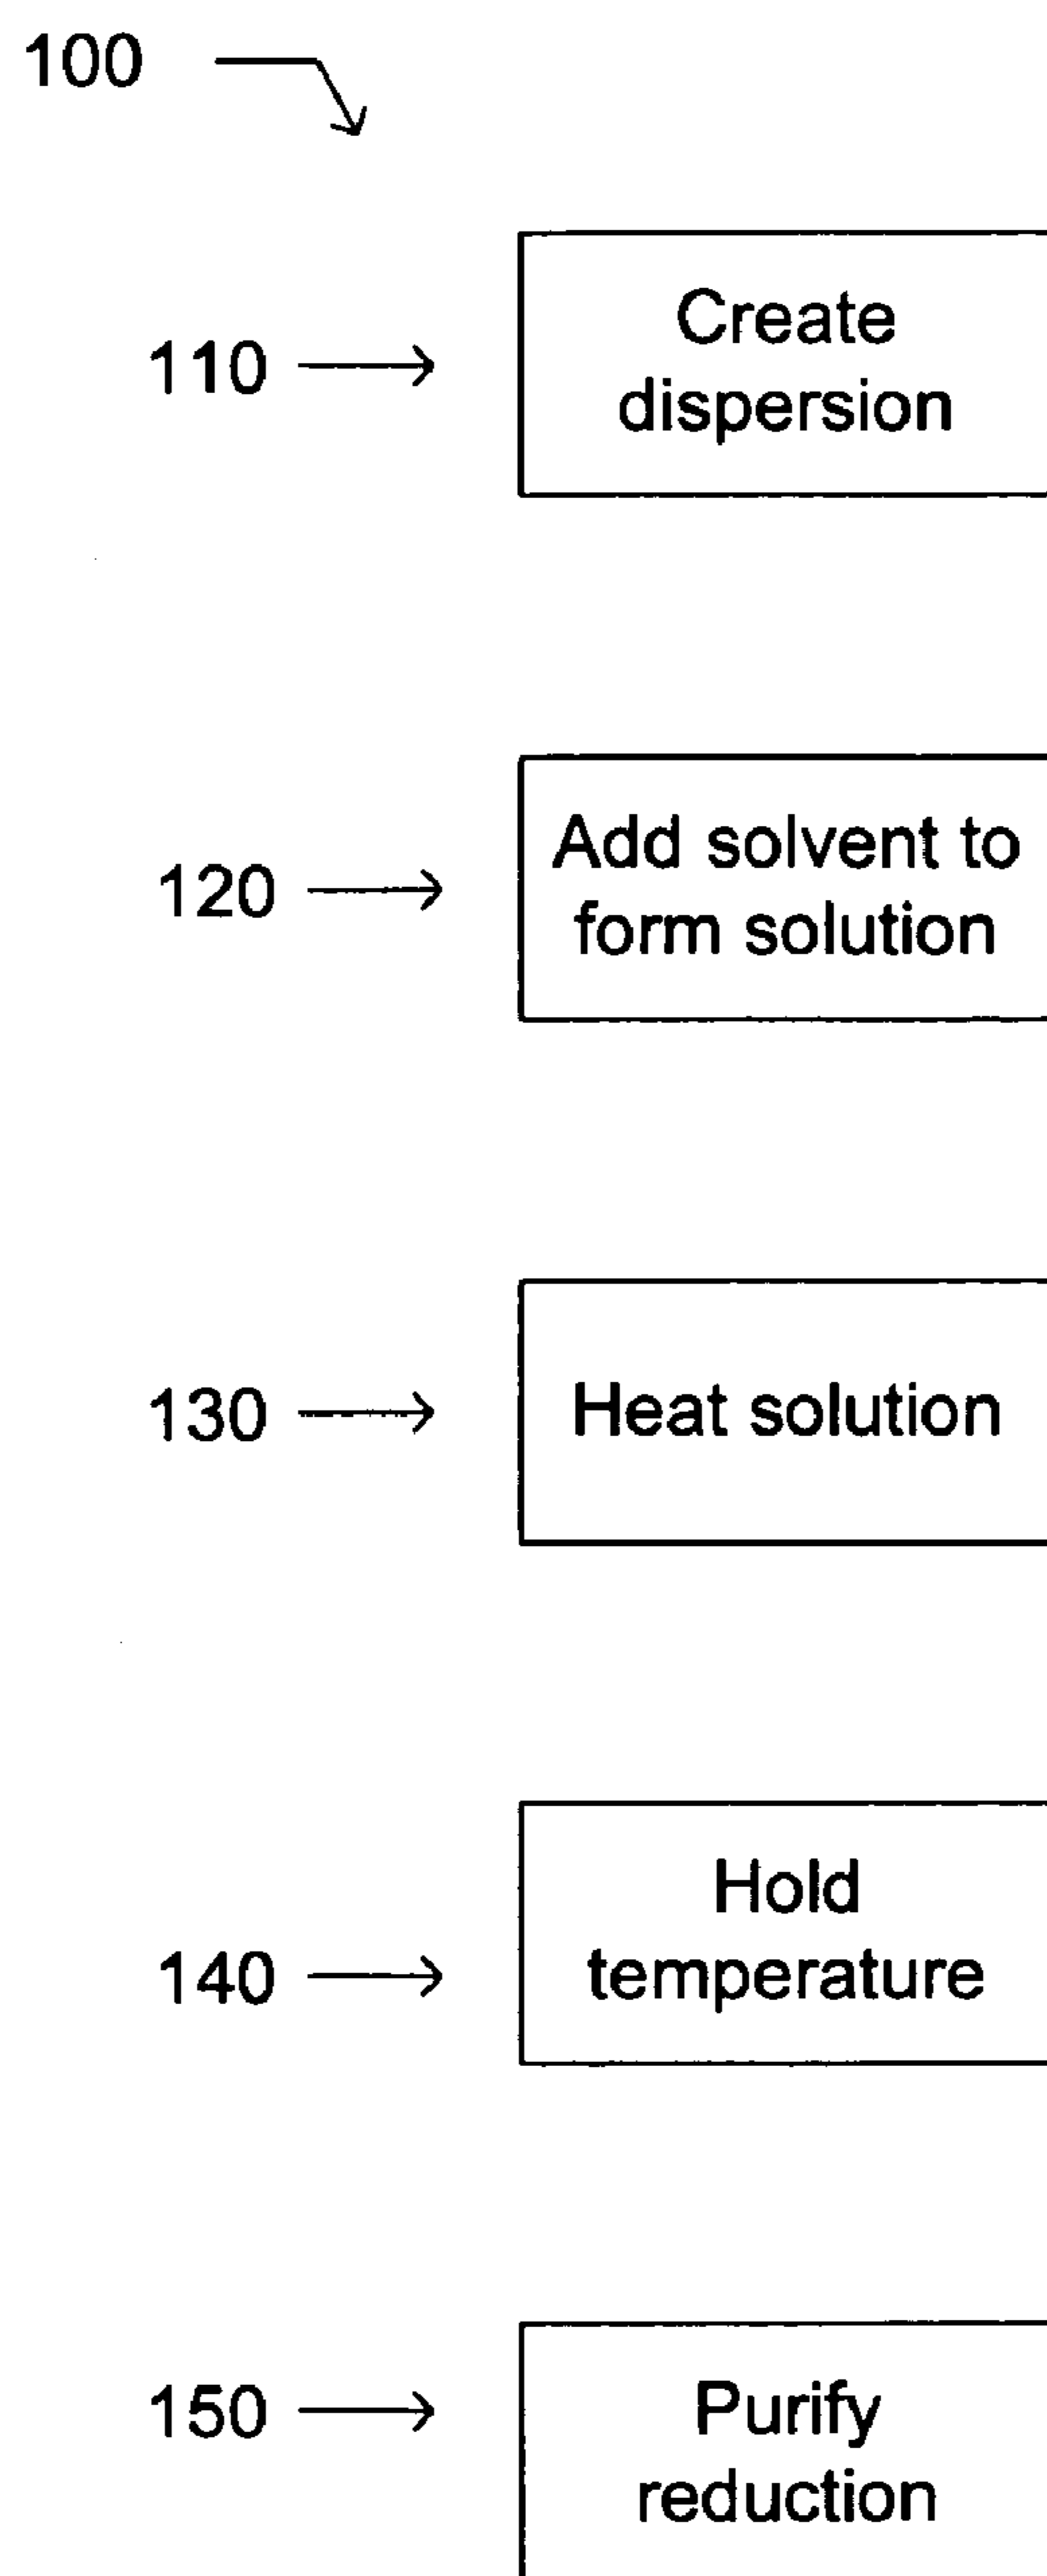 100
110
Create
dispersion
120
Add solvent to
form solution
130
Heat solution
140
Hold
temperature
150
Purify
reduction